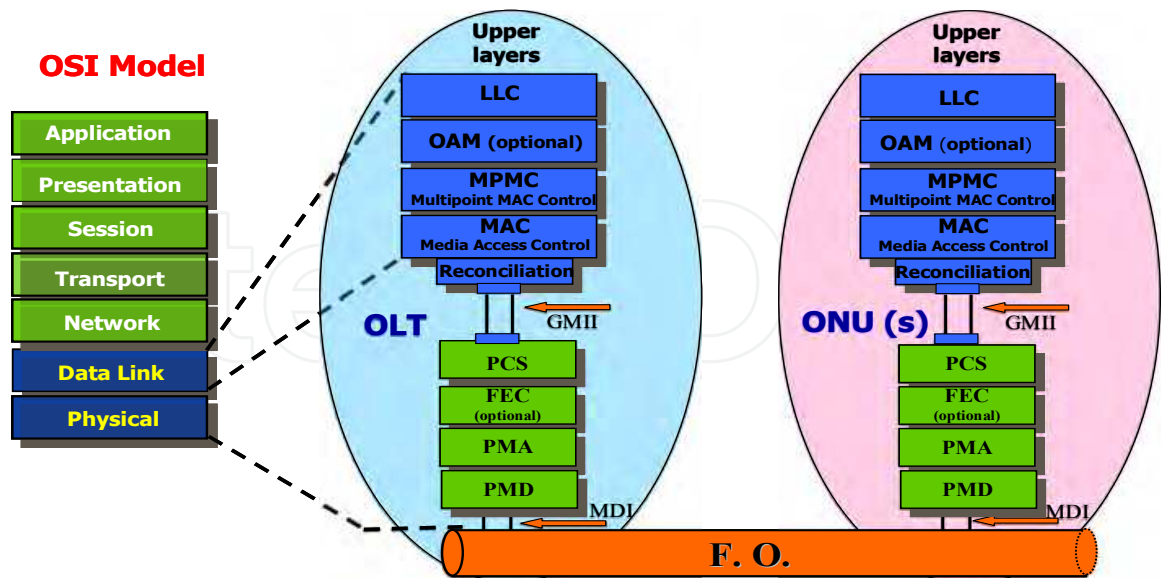 OSI Model
Application
Presentation
Session
Transport
Network
Data Link
Physical
Upper
layers
LLC
OAM (optional)
MPMC
Multipoint MAC Control
MAC
Media Access Control
Reconciliation
OLT
GMII
PCS
FEC
(optional)
PMA
PMD
MDI
Upper
layers
LLC
OAM (optional)
MPMC
Multipoint MAC Control
MAC
Media Access Control
Reconciliation
ONU (s)
GMII
PCS
FEC
(optional)
PMA
PMD
MDI
F. O.